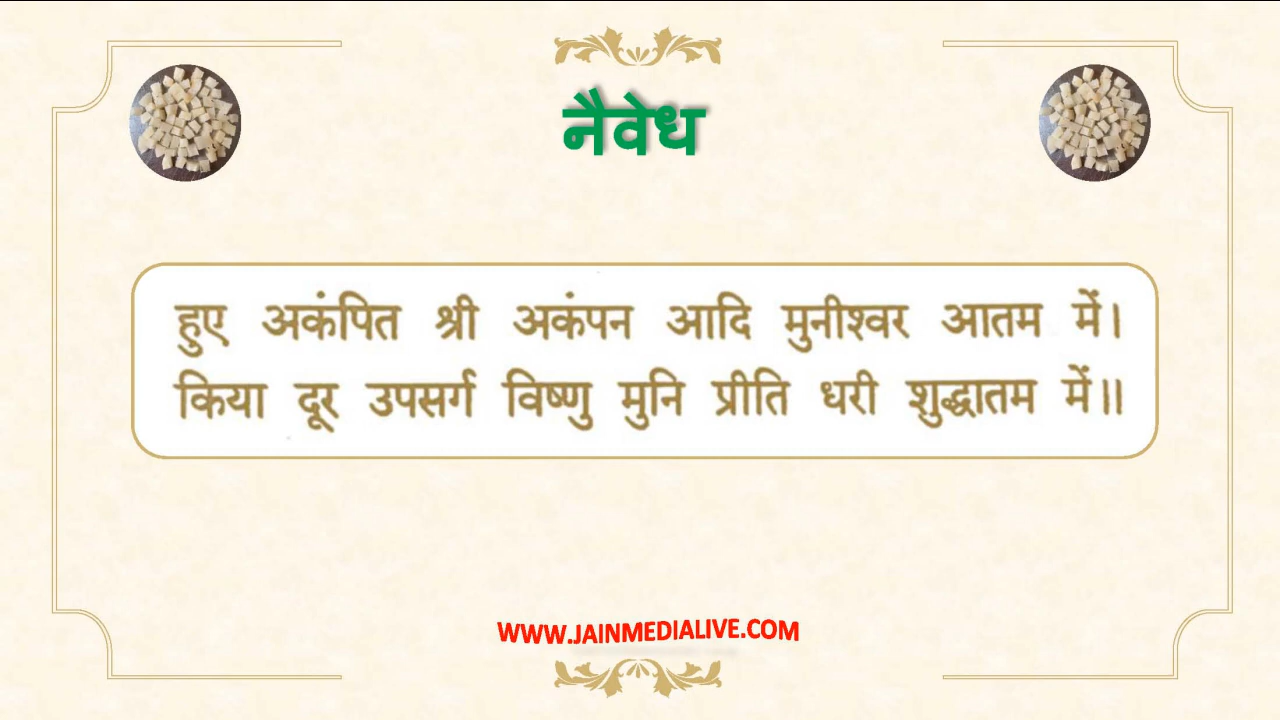 नैवेध
हुए अकंपित श्री अकंपन आदि मुनीश्वर आतम में।
किया दूर उपसर्ग विष्णु मुनि प्रीति धरी शुद्धातम में॥
WWW.JAINMEDIALIVE.COM